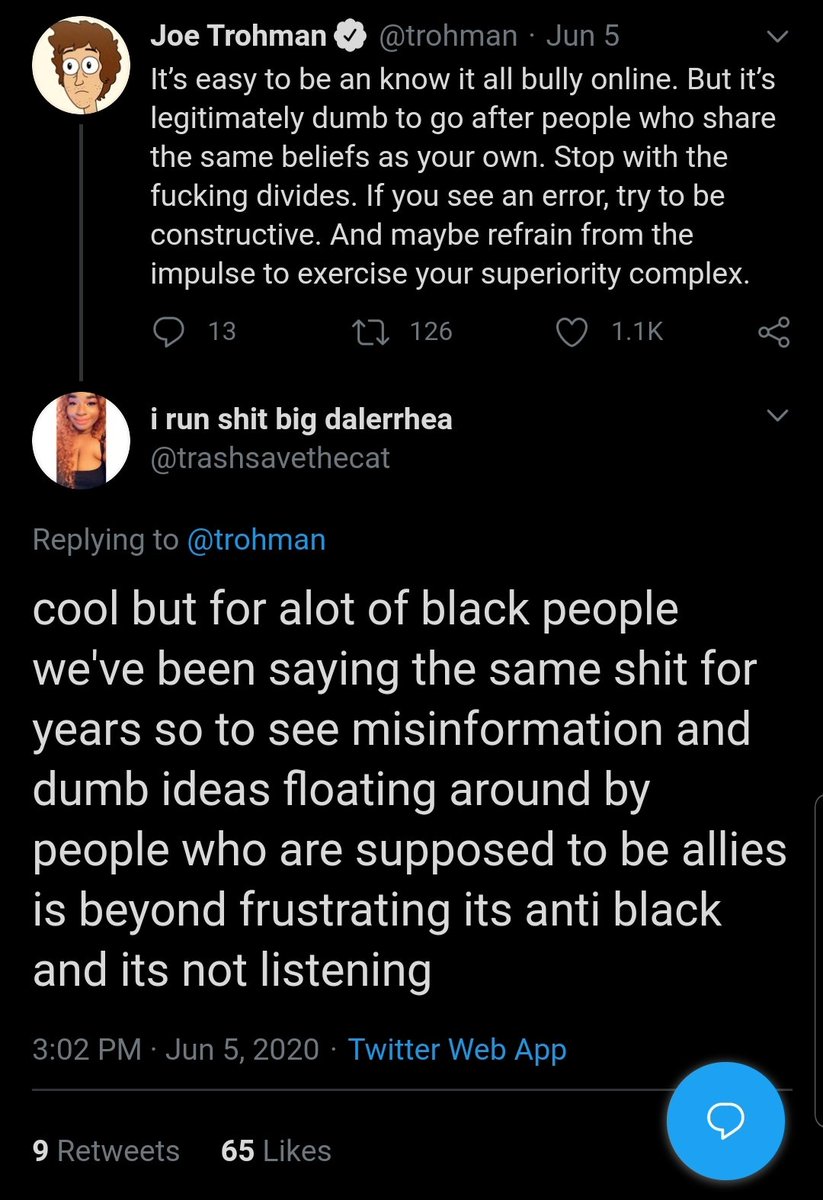 Joe Trohman @trohman · Jun 5
It's easy to be an know it all bully online. But it's
legitimately dumb to go after people who share
the same beliefs as your own. Stop with the
fucking divides. If you see an error, try to be
constructive. And maybe refrain from the
impulse to exercise your superiority complex.
13 126 1.1K
i run shit big dalerrhea
@trashsavethecat
Replying to @trohman
cool but for alot of black people
we've been saying the same shit for
years so to see misinformation and
dumb ideas floating around by
people who are supposed to be allies
is beyond frustrating its anti black
and its not listening
3:02 PM · Jun 5, 2020 · Twitter Web App
9 Retweets 65 Likes